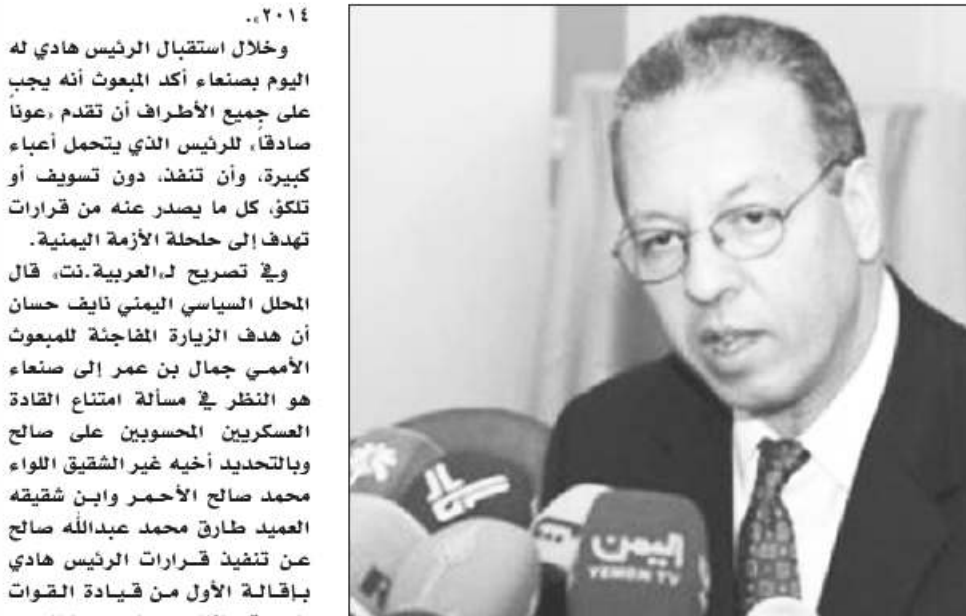 ٢٠١٤».
وخلال استقبال الرئيس هادي له
اليوم بصنعاء أكد المبعوث أنه يجب
على جميع الأطراف أن تقدم «عوناً
صادقاً» للرئيس الذي يتحمل أعباء
كبيرة، وأن تنفذ، دون تسويف أو
تلكؤ، كل ما يصدر عنه من قرارات
تهدف إلى حلحلة الأزمة اليمنية.
وفي تصريح لـ«العربية.نت» قال
المحلل السياسي اليمني نايف حسان
أن هدف الزيارة المفاجئة للمبعوث
الأممي جمال بن عمر إلى صنعاء
هو النظر في مسألة امتناع القادة
العسكريين المحسوبين على صالح
وبالتحديد أخيه غير الشقيق اللواء
محمد صالح الأحمر وابن شقيقه
العميد طارق محمد عبدالله صالح
عن تنفيذ قرارات الرئيس هادي
بإقالة الأول من قيادة القوات
اليمن
YEMEN TV